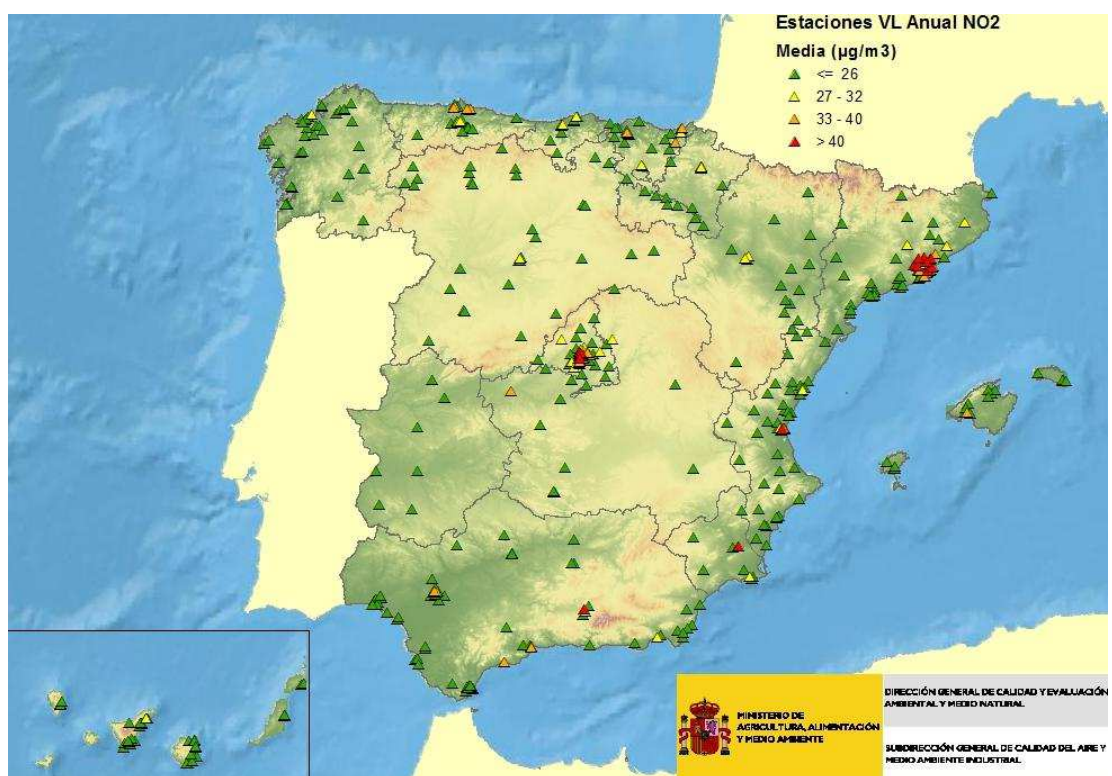 Estaciones VL Anual NO2
Media (µg/m3)
<= 26
27 - 32
33 - 40
> 40
MINISTERIO DE
AGRICULTURA, ALIMENTACIÓN
Y MEDIO AMBIENTE
DIRECCIÓN GENERAL DE CALIDAD Y EVALUACIÓN
AMBIENTAL Y MEDIO NATURAL
SUBDIRECCIÓN GENERAL DE CALIDAD DEL AIRE Y
MEDIO AMBIENTE INDUSTRIAL